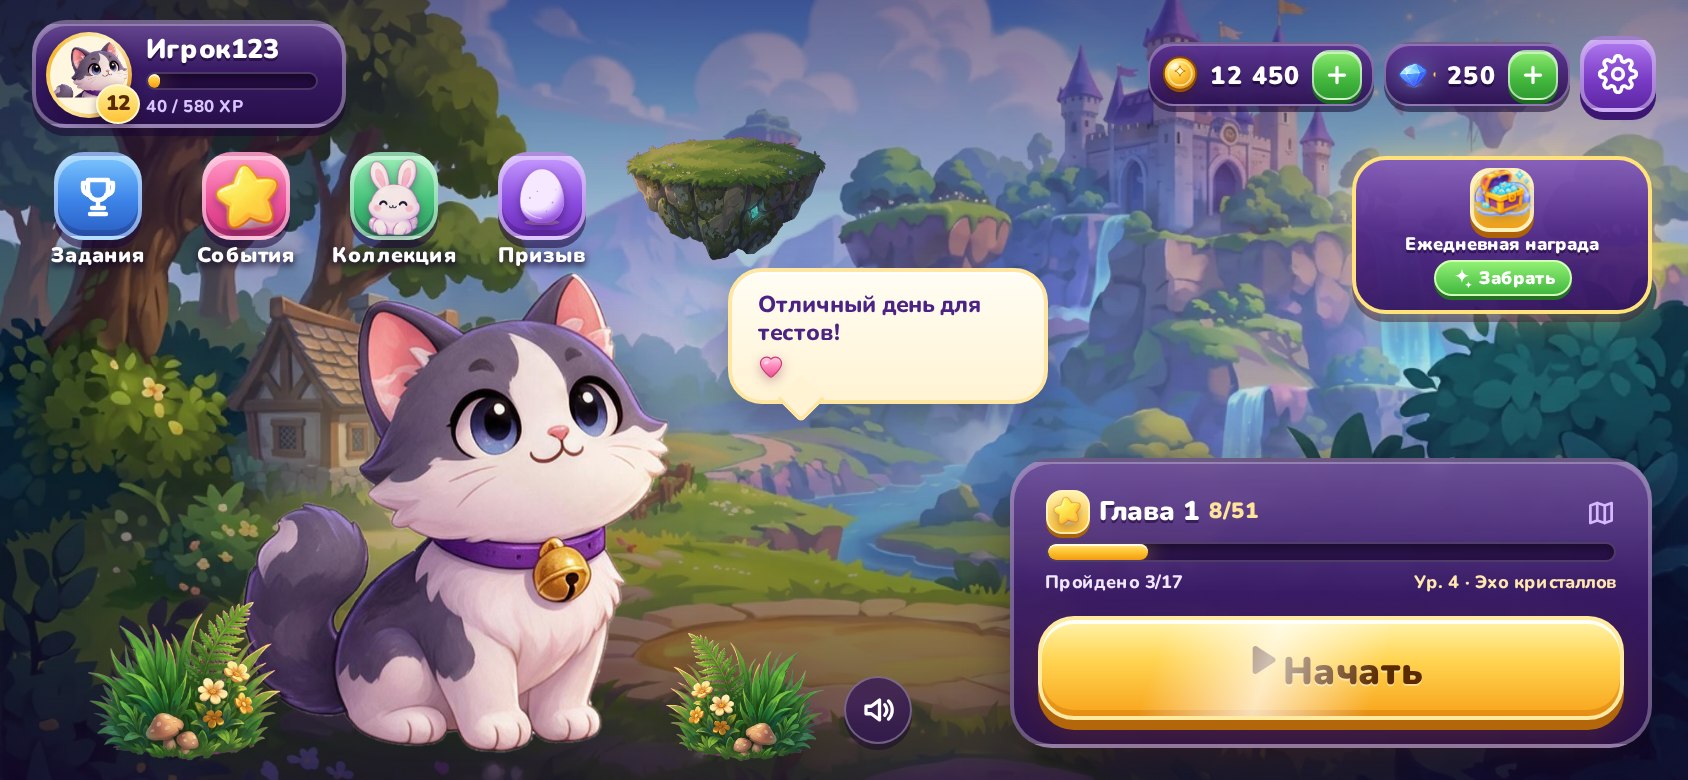 Игрок123
12
40 / 580 XP
12 450
250
Задания
События
Коллекция
Призыв
Ежедневная награда
Забрать
Отличный день для
тестов!
Глава 1 8/51
Пройдено 3/17
Ур. 4 · Эхо кристаллов
Начать